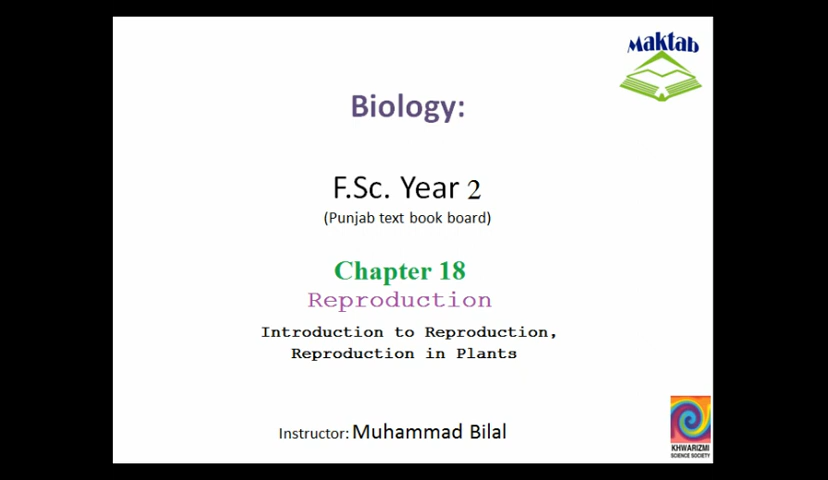 Maktab
Biology:
F.Sc. Year 2
(Punjab text book board)
Chapter 18
Reproduction
Introduction to Reproduction,
Reproduction in Plants
Instructor: Muhammad Bilal
KHWARIZMI
SCIENCE SOCIETY